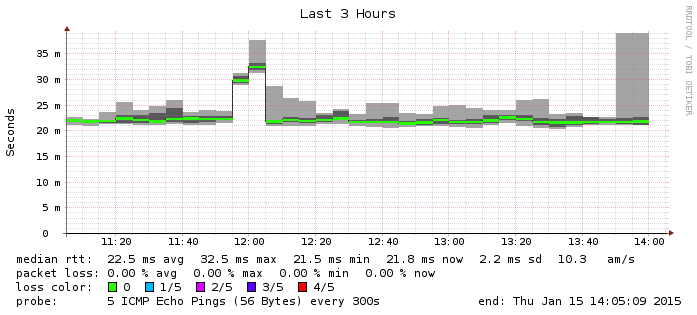 Last 3 Hours
RRDTOOL / TOBI OETIKER
Seconds
35 m
30 m
25 m
20 m
15 m
10 m
5 m
0
11:20 11:40 12:00 12:20 12:40 13:00 13:20 13:40 14:00
median rtt: 22.5 ms avg 32.5 ms max 21.5 ms min 21.8 ms now 2.2 ms sd 10.3 am/s
packet loss: 0.00 % avg 0.00 % max 0.00 % min 0.00 % now
loss color: 0 1/5 2/5 3/5 4/5
probe: 5 ICMP Echo Pings (56 Bytes) every 300s end: Thu Jan 15 14:05:09 2015